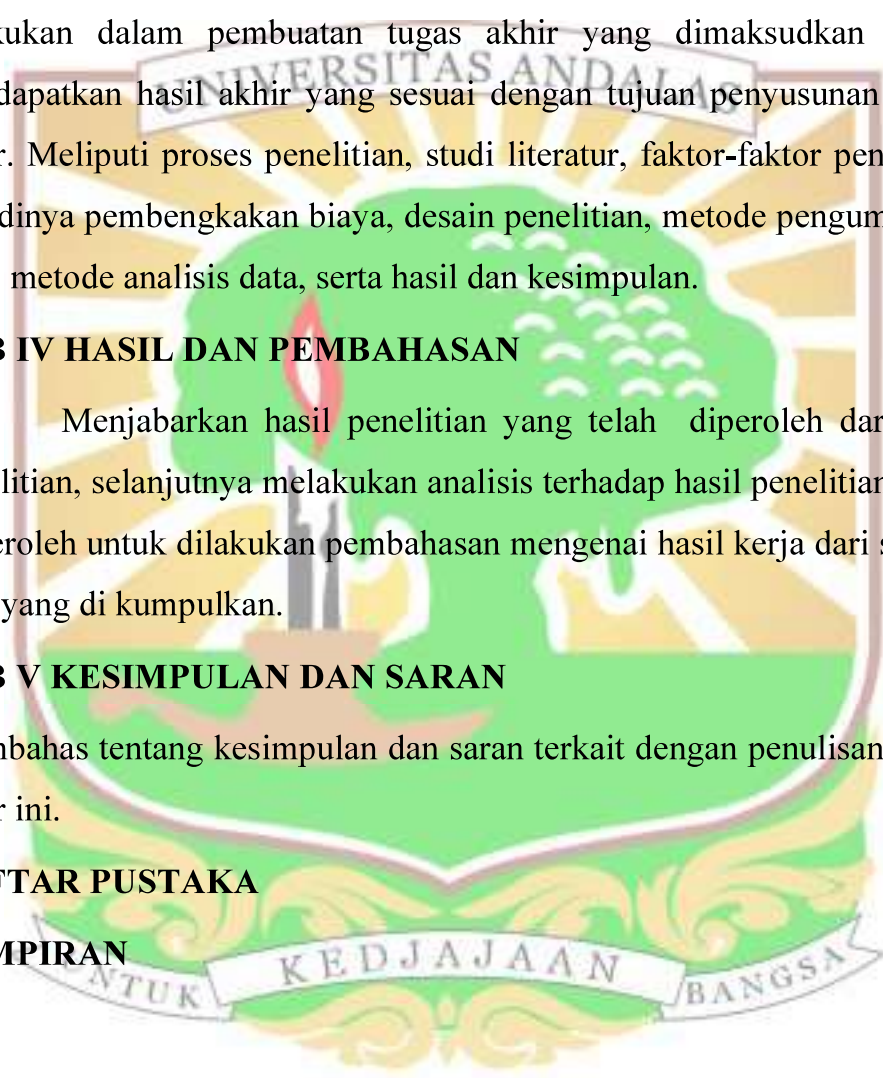 kukan dalam pembuatan tugas akhir yang dimaksudkan
UNIVERSITAS ANDALAS
dapatkan hasil akhir yang sesuai dengan tujuan penyusunan
r. Meliputi proses penelitian, studi literatur, faktor-faktor pen
dinya pembengkakan biaya, desain penelitian, metode pengum
metode analisis data, serta hasil dan kesimpulan.
B IV HASIL DAN PEMBAHASAN
Menjabarkan hasil penelitian yang telah diperoleh dar
litian, selanjutnya melakukan analisis terhadap hasil penelitian
eroleh untuk dilakukan pembahasan mengenai hasil kerja dari s
yang di kumpulkan.
B V KESIMPULAN DAN SARAN
mbahas tentang kesimpulan dan saran terkait dengan penulisan
r ini.
FTAR PUSTAKA
MPIRAN
UNTUK KEDJAJAAN BANGSA